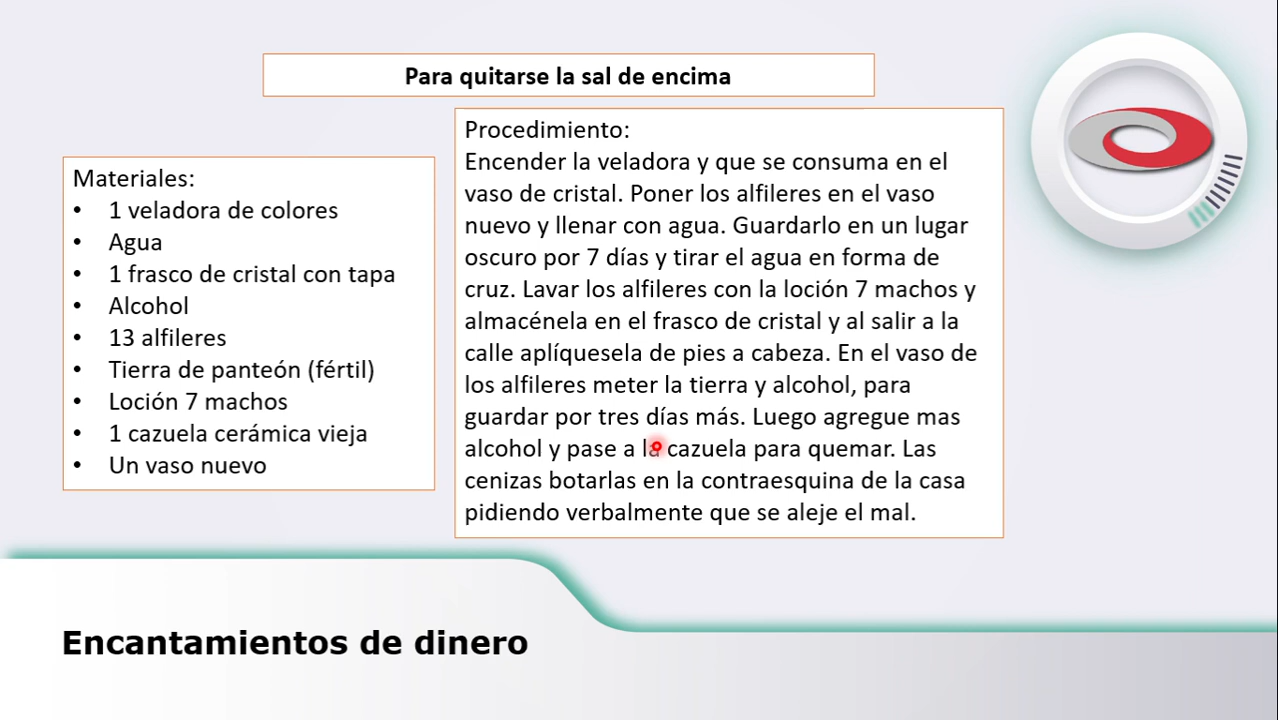 Para quitarse la sal de encima
Materiales:
• 1 veladora de colores
• Agua
• 1 frasco de cristal con tapa
• Alcohol
• 13 alfileres
• Tierra de panteón (fértil)
• Loción 7 machos
• 1 cazuela cerámica vieja
• Un vaso nuevo
Procedimiento:
Encender la veladora y que se consuma en el
vaso de cristal. Poner los alfileres en el vaso
nuevo y llenar con agua. Guardarlo en un lugar
oscuro por 7 días y tirar el agua en forma de
cruz. Lavar los alfileres con la loción 7 machos y
almacénela en el frasco de cristal y al salir a la
calle aplíquesela de pies a cabeza. En el vaso de
los alfileres meter la tierra y alcohol, para
guardar por tres días más. Luego agregue mas
alcohol y pase a la cazuela para quemar. Las
cenizas botarlas en la contraesquina de la casa
pidiendo verbalmente que se aleje el mal.
Encantamientos de dinero